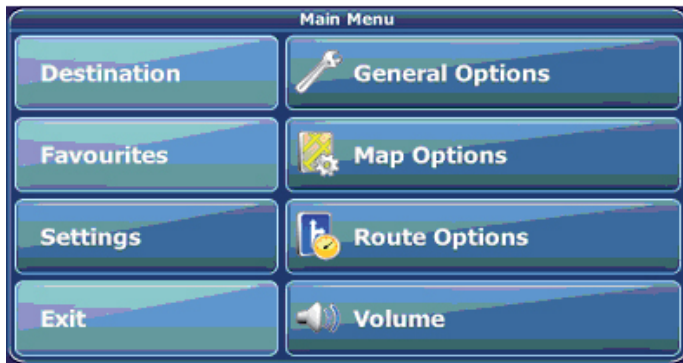 Main Menu
Destination
General Options
Favourites
Map Options
Settings
Route Options
Exit
Volume